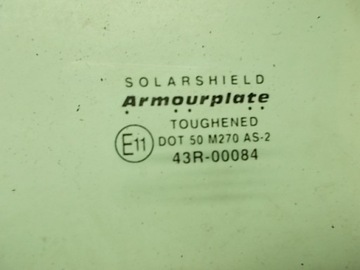 SOLARSHIELD
Armourplate
TOUGHENED
E11 DOT 50 M270 AS-2
43R-00084